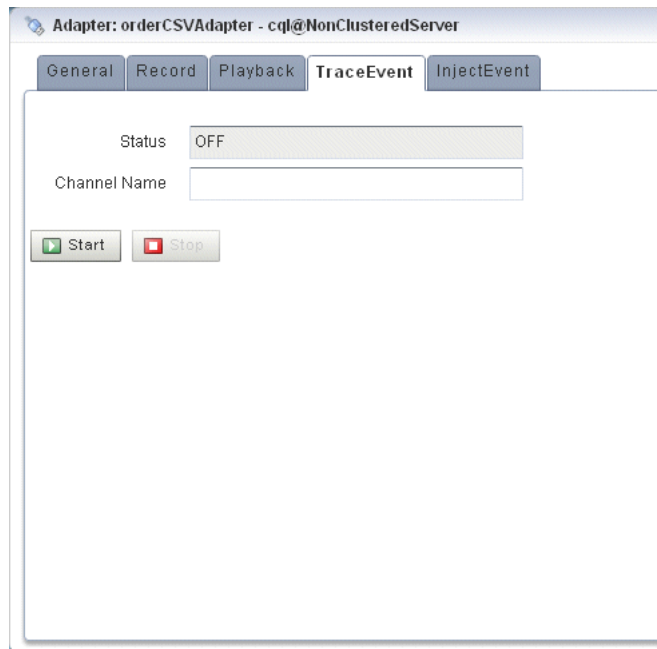 Adapter: orderCSVAdapter - cql@NonClusteredServer
General Record Playback TraceEvent InjectEvent
Status OFF
Channel Name
Start Stop